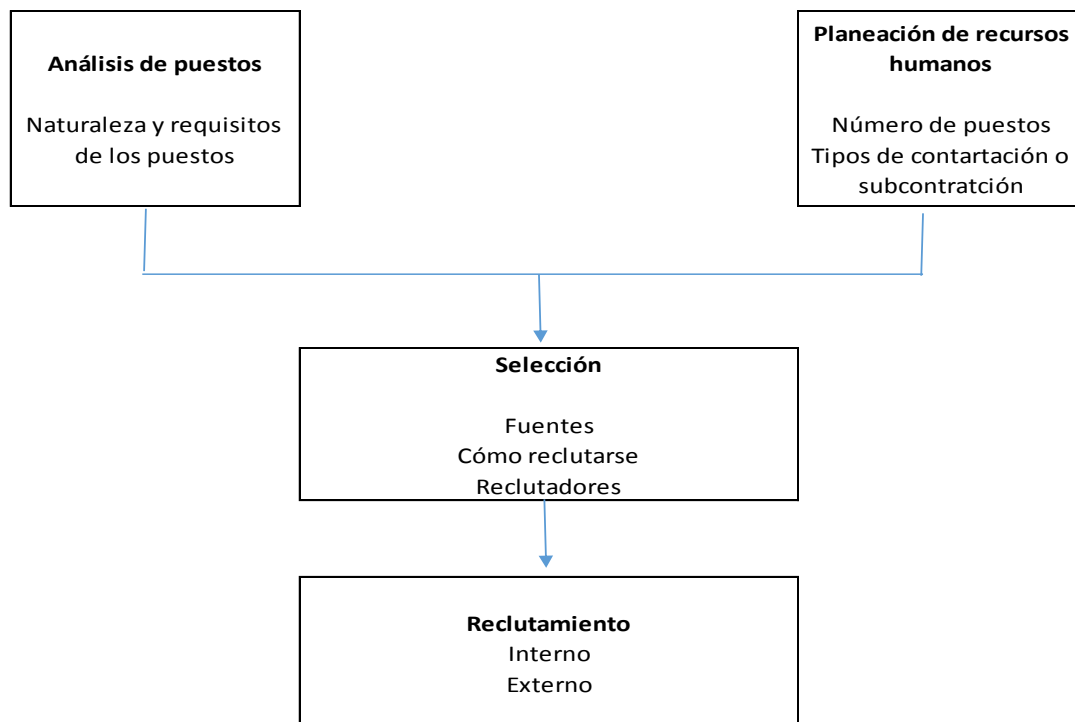 Análisis de puestos
Naturaleza y requisitos
de los puestos
Planeación de recursos
humanos
Número de puestos
Tipos de contartación o
subcontratción
Selección
Fuentes
Cómo reclutarse
Reclutadores
Reclutamiento
Interno
Externo